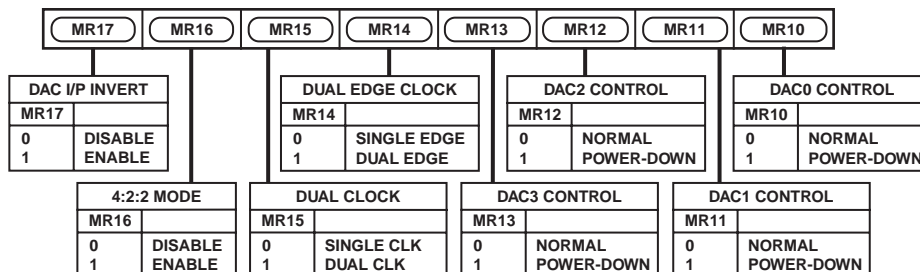 MR17 MR16 MR15 MR14 MR13 MR12 MR11 MR10
DAC I/P INVERT
MR17
0 DISABLE
1 ENABLE
DUAL EDGE CLOCK
MR14
0 SINGLE EDGE
1 DUAL EDGE
DAC2 CONTROL
MR12
0 NORMAL
1 POWER-DOWN
DAC0 CONTROL
MR10
0 NORMAL
1 POWER-DOWN
4:2:2 MODE
MR16
0 DISABLE
1 ENABLE
DUAL CLOCK
MR15
0 SINGLE CLK
1 DUAL CLK
DAC3 CONTROL
MR13
0 NORMAL
1 POWER-DOWN
DAC1 CONTROL
MR11
0 NORMAL
1 POWER-DOWN